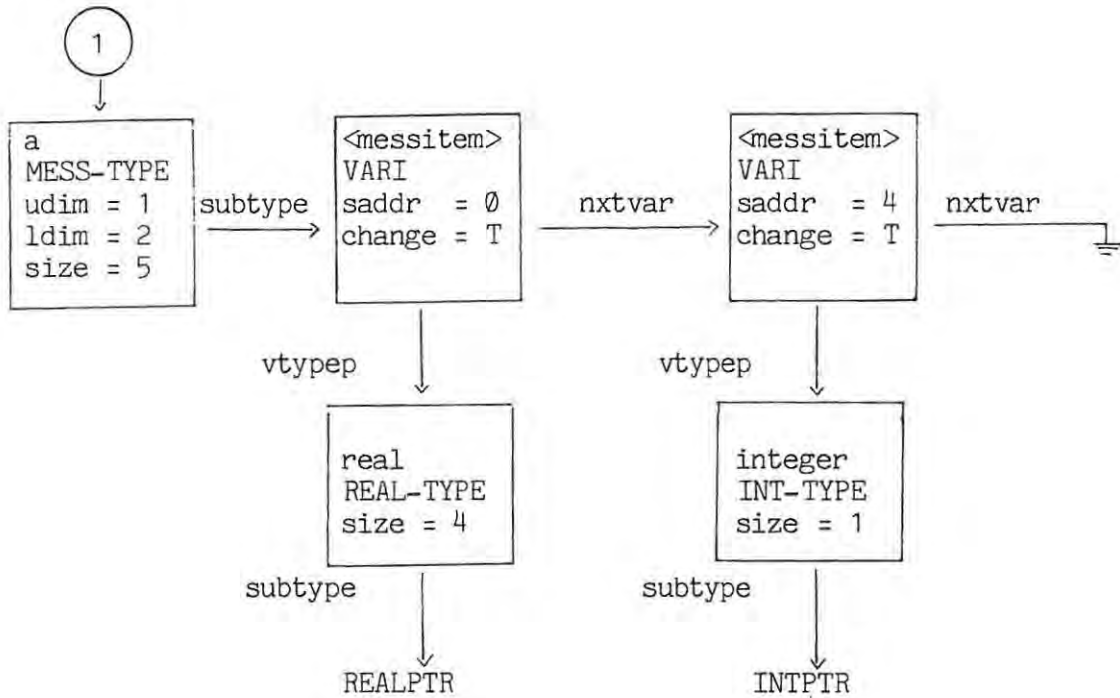 1
a
MESS-TYPE
udim = 1
ldim = 2
size = 5
subtype
<messitem>
VARI
saddr = Ø
change = T
nxtvar
<messitem>
VARI
saddr = 4
change = T
nxtvar
vtypep
vtypep
real
REAL-TYPE
size = 4
integer
INT-TYPE
size = 1
subtype
subtype
REALPTR
INTPTR